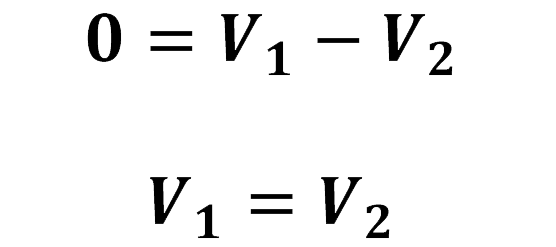 0 = V₁ − V₂
V₁ = V₂